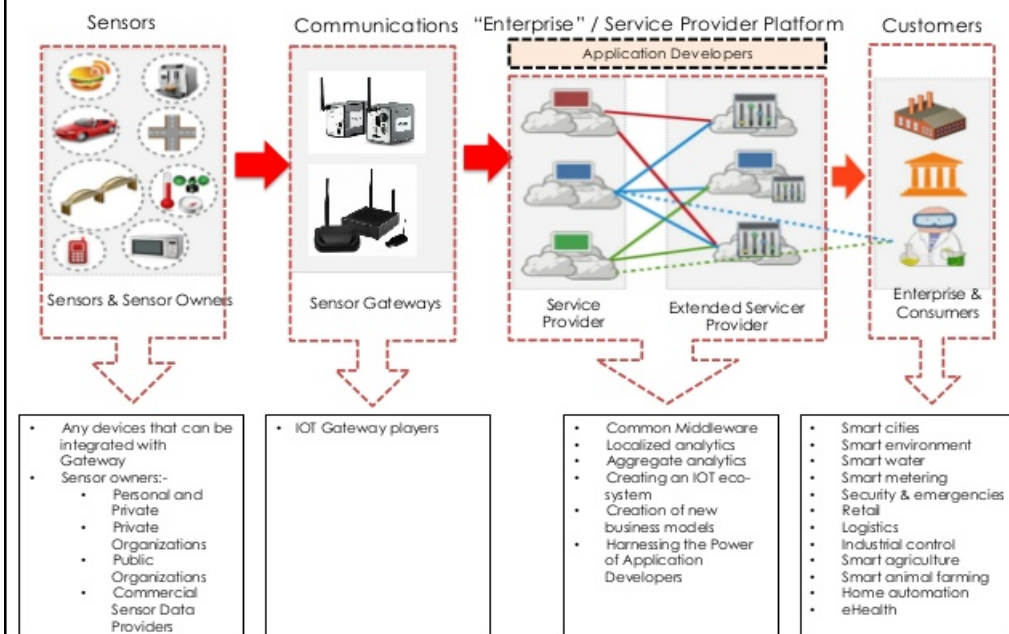 Sensors
Communications
“Enterprise” / Service Provider Platform
Customers
Application Developers
Sensors & Sensor Owners
Sensor Gateways
Service
Provider
Extended Servicer
Provider
Enterprise &
Consumers
• Any devices that can be
integrated with
Gateway
• Sensor owners:-
• Personal and
Private
• Private
Organizations
• Public
Organizations
• Commercial
Sensor Data
Providers
• IOT Gateway players
• Common Middleware
• Localized analytics
• Aggregate analytics
• Creating an IOT eco-
system
• Creation of new
business models
• Harnessing the Power
of Application
Developers
• Smart cities
• Smart environment
• Smart water
• Smart metering
• Security & emergencies
• Retail
• Logistics
• Industrial control
• Smart agriculture
• Smart animal farming
• Home automation
• eHealth